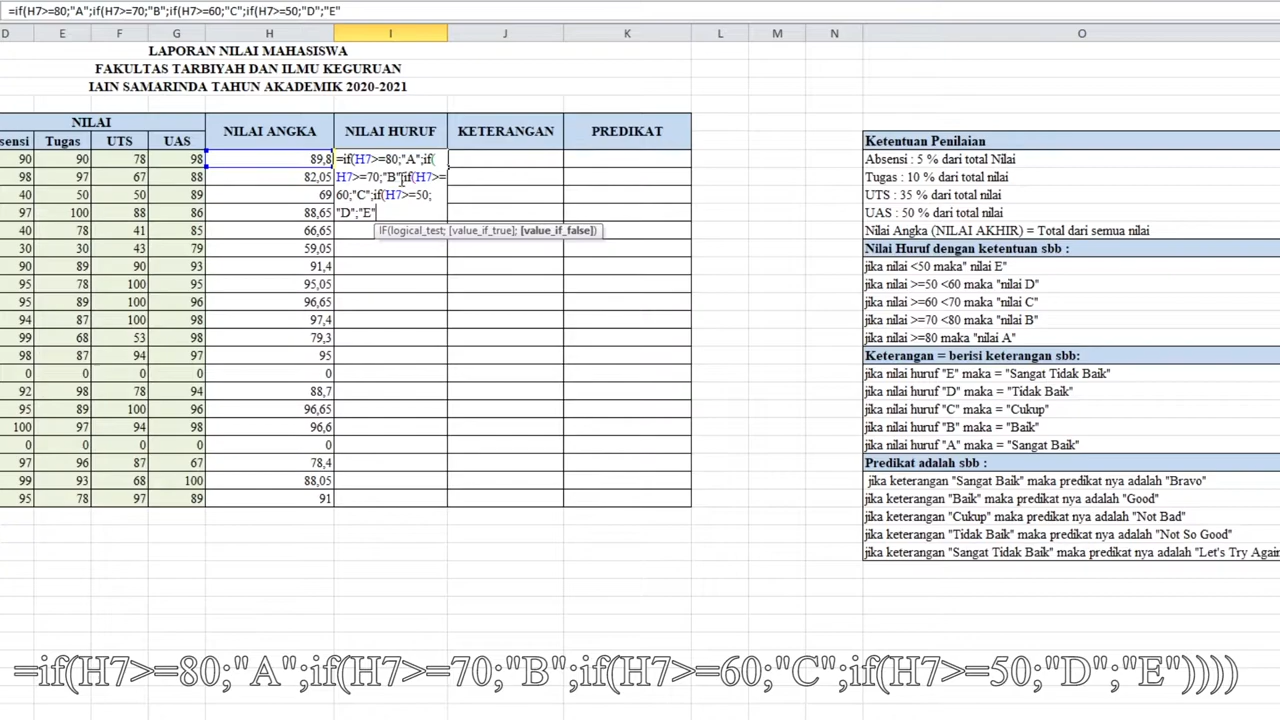 =if(H7>=80;"A";if(H7>=70;"B";if(H7>=60;"C";if(H7>=50;"D";"E"
D E F G H I J K L M N O
LAPORAN NILAI MAHASISWA
FAKULTAS TARBIYAH DAN ILMU KEGURUAN
IAIN SAMARINDA TAHUN AKADEMIK 2020-2021
NILAI NILAI ANGKA NILAI HURUF KETERANGAN PREDIKAT
sensi Tugas UTS UAS
90 90 78 98 89,8 =if(H7>=80;"A";if(
98 97 67 88 82,05 H7>=70;"B";if(H7>=
40 50 50 89 69 60;"C";if(H7>=50;
97 100 88 86 88,65 "D";"E"
40 78 41 85 66,65 IF(logical_test; [value_if_true]; [value_if_false])
30 30 43 79 59,05
90 89 90 93 91,4
95 78 100 95 95,05
95 89 100 96 96,65
94 87 100 98 97,4
99 68 53 98 79,3
98 87 94 97 95
0 0 0 0 0
92 98 78 94 88,7
95 89 100 96 96,65
100 97 94 98 96,6
0 0 0 0 0
97 96 87 67 78,4
99 93 68 100 88,05
95 78 97 89 91
Ketentuan Penilaian
Absensi : 5 % dari total Nilai
Tugas : 10 % dari total nilai
UTS : 35 % dari total nilai
UAS : 50 % dari total nilai
Nilai Angka (NILAI AKHIR) = Total dari semua nilai
Nilai Huruf dengan ketentuan sbb :
jika nilai <50 maka" nilai E"
jika nilai >=50 <60 maka "nilai D"
jika nilai >=60 <70 maka "nilai C"
jika nilai >=70 <80 maka "nilai B"
jika nilai >=80 maka "nilai A"
Keterangan = berisi keterangan sbb:
jika nilai huruf "E" maka = "Sangat Tidak Baik"
jika nilai huruf "D" maka = "Tidak Baik"
jika nilai huruf "C" maka = "Cukup"
jika nilai huruf "B" maka = "Baik"
jika nilai huruf "A" maka = "Sangat Baik"
Predikat adalah sbb :
jika keterangan "Sangat Baik" maka predikat nya adalah "Bravo"
jika keterangan "Baik" maka predikat nya adalah "Good"
jika keterangan "Cukup" maka predikat nya adalah "Not Bad"
jika keterangan "Tidak Baik" maka predikat nya adalah "Not So Good"
jika keterangan "Sangat Tidak Baik" maka predikat nya adalah "Let's Try Again
=if(H7>=80;"A";if(H7>=70;"B";if(H7>=60;"C";if(H7>=50;"D";"E"))))